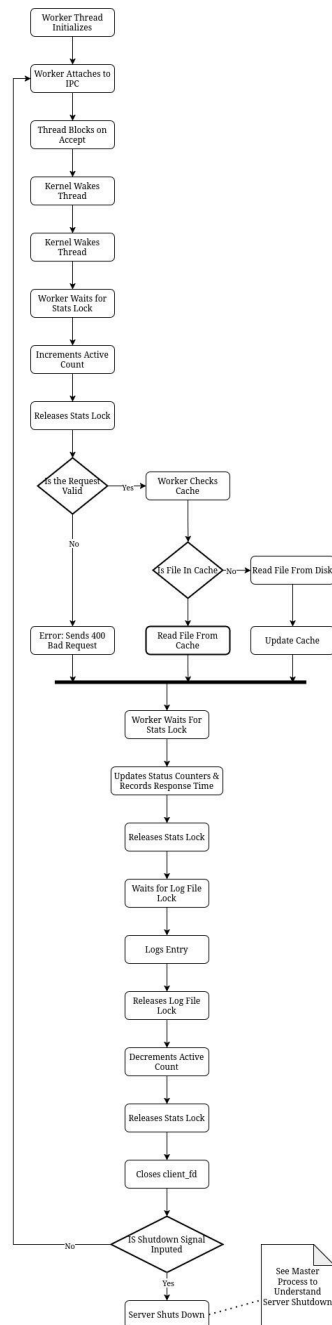 Worker Thread
Initializes
Worker Attaches to
IPC
Thread Blocks on
Accept
Kernel Wakes
Thread
Kernel Wakes
Thread
Worker Waits for
Stats Lock
Increments Active
Count
Releases Stats Lock
Is the Request
Valid
Yes
Worker Checks
Cache
No
Is File In Cache
No
Read File From Disk
Error: Sends 400
Bad Request
Read File From
Cache
Update Cache
Worker Waits For
Stats Lock
Updates Status Counters &
Records Response Time
Releases Stats Lock
Waits for Log File
Lock
Logs Entry
Releases Log File
Lock
Decrements Active
Count
Releases Stats Lock
Closes client_fd
IS Shutdown Signal
Inputed
No
Yes
Server Shuts Down
See Master
Process to
Understand
Server Shutdown